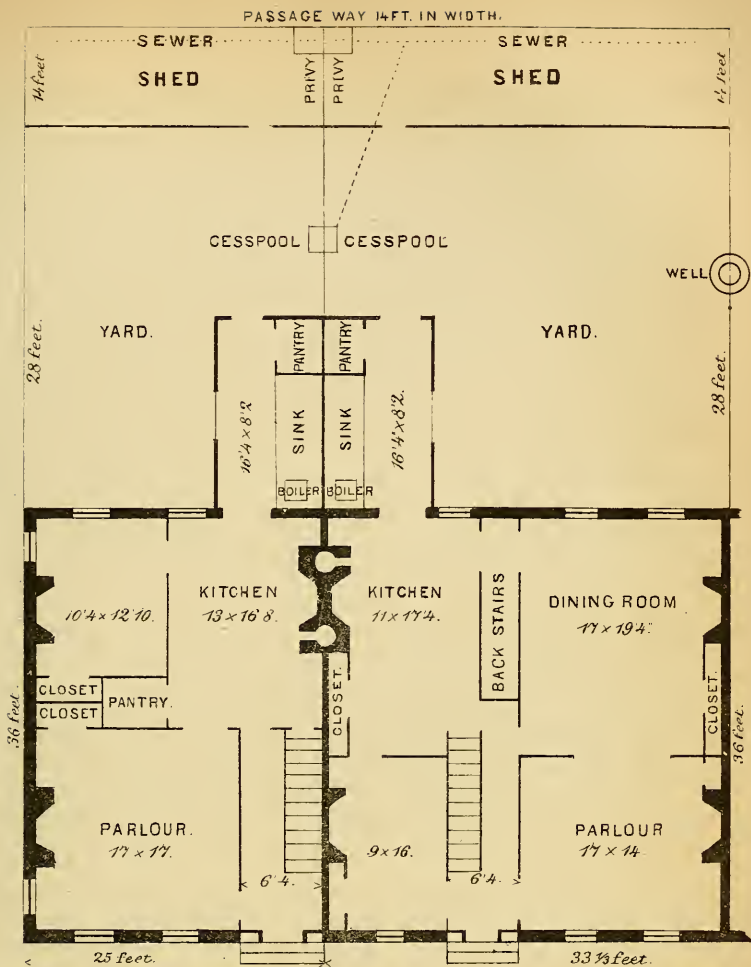 PASSAGE WAY 14FT. IN WIDTH.
SEWER
SEWER
SHED
PRIVY
PRIVY
SHED
14 feet
CESSPOOL
CESSPOOL
WELL
YARD.
PANTRY
PANTRY
YARD.
28 feet.
28 feet.
16'4 × 8'2
SINK
SINK
16'4" × 8'2.
BOILER
BOILER
KITCHEN
13 × 16'8.
KITCHEN
11 × 17'4.
BACK STAIRS
DINING ROOM
17 × 19'4.
10'4 × 12'10.
CLOSET
CLOSET
PANTRY.
CLOSET.
CLOSET.
36 feet.
36 feet.
PARLOUR.
17 × 17.
9 × 16.
PARLOUR
17 × 14.
6'4.
6'4.
25 feet.
33 1/3 feet.